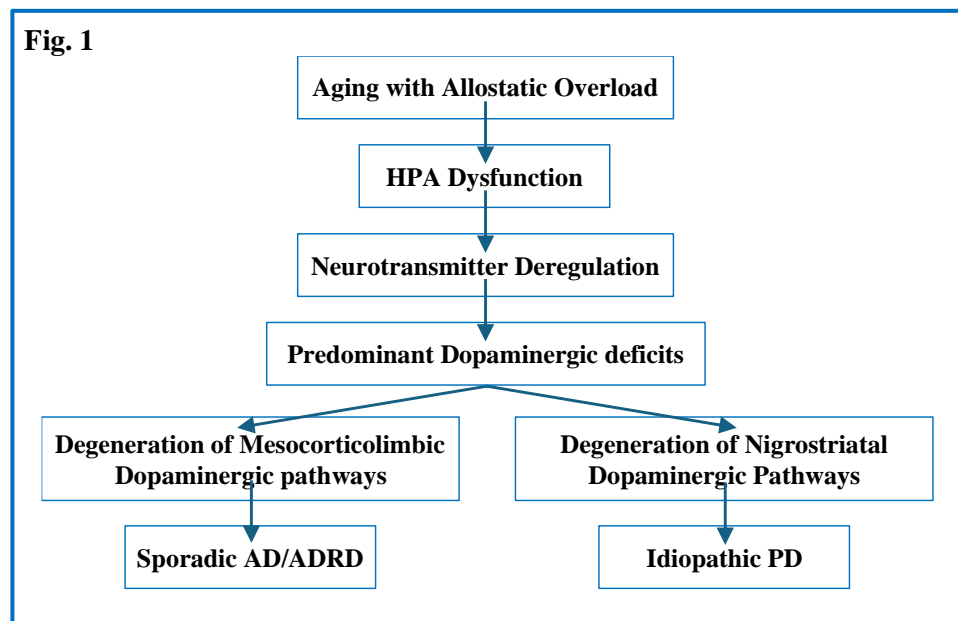 Fig. 1
Aging with Allostatic Overload
HPA Dysfunction
Neurotransmitter Deregulation
Predominant Dopaminergic deficits
Degeneration of Mesocorticolimbic
Dopaminergic pathways
Degeneration of Nigrostriatal
Dopaminergic Pathways
Sporadic AD/ADRD
Idiopathic PD